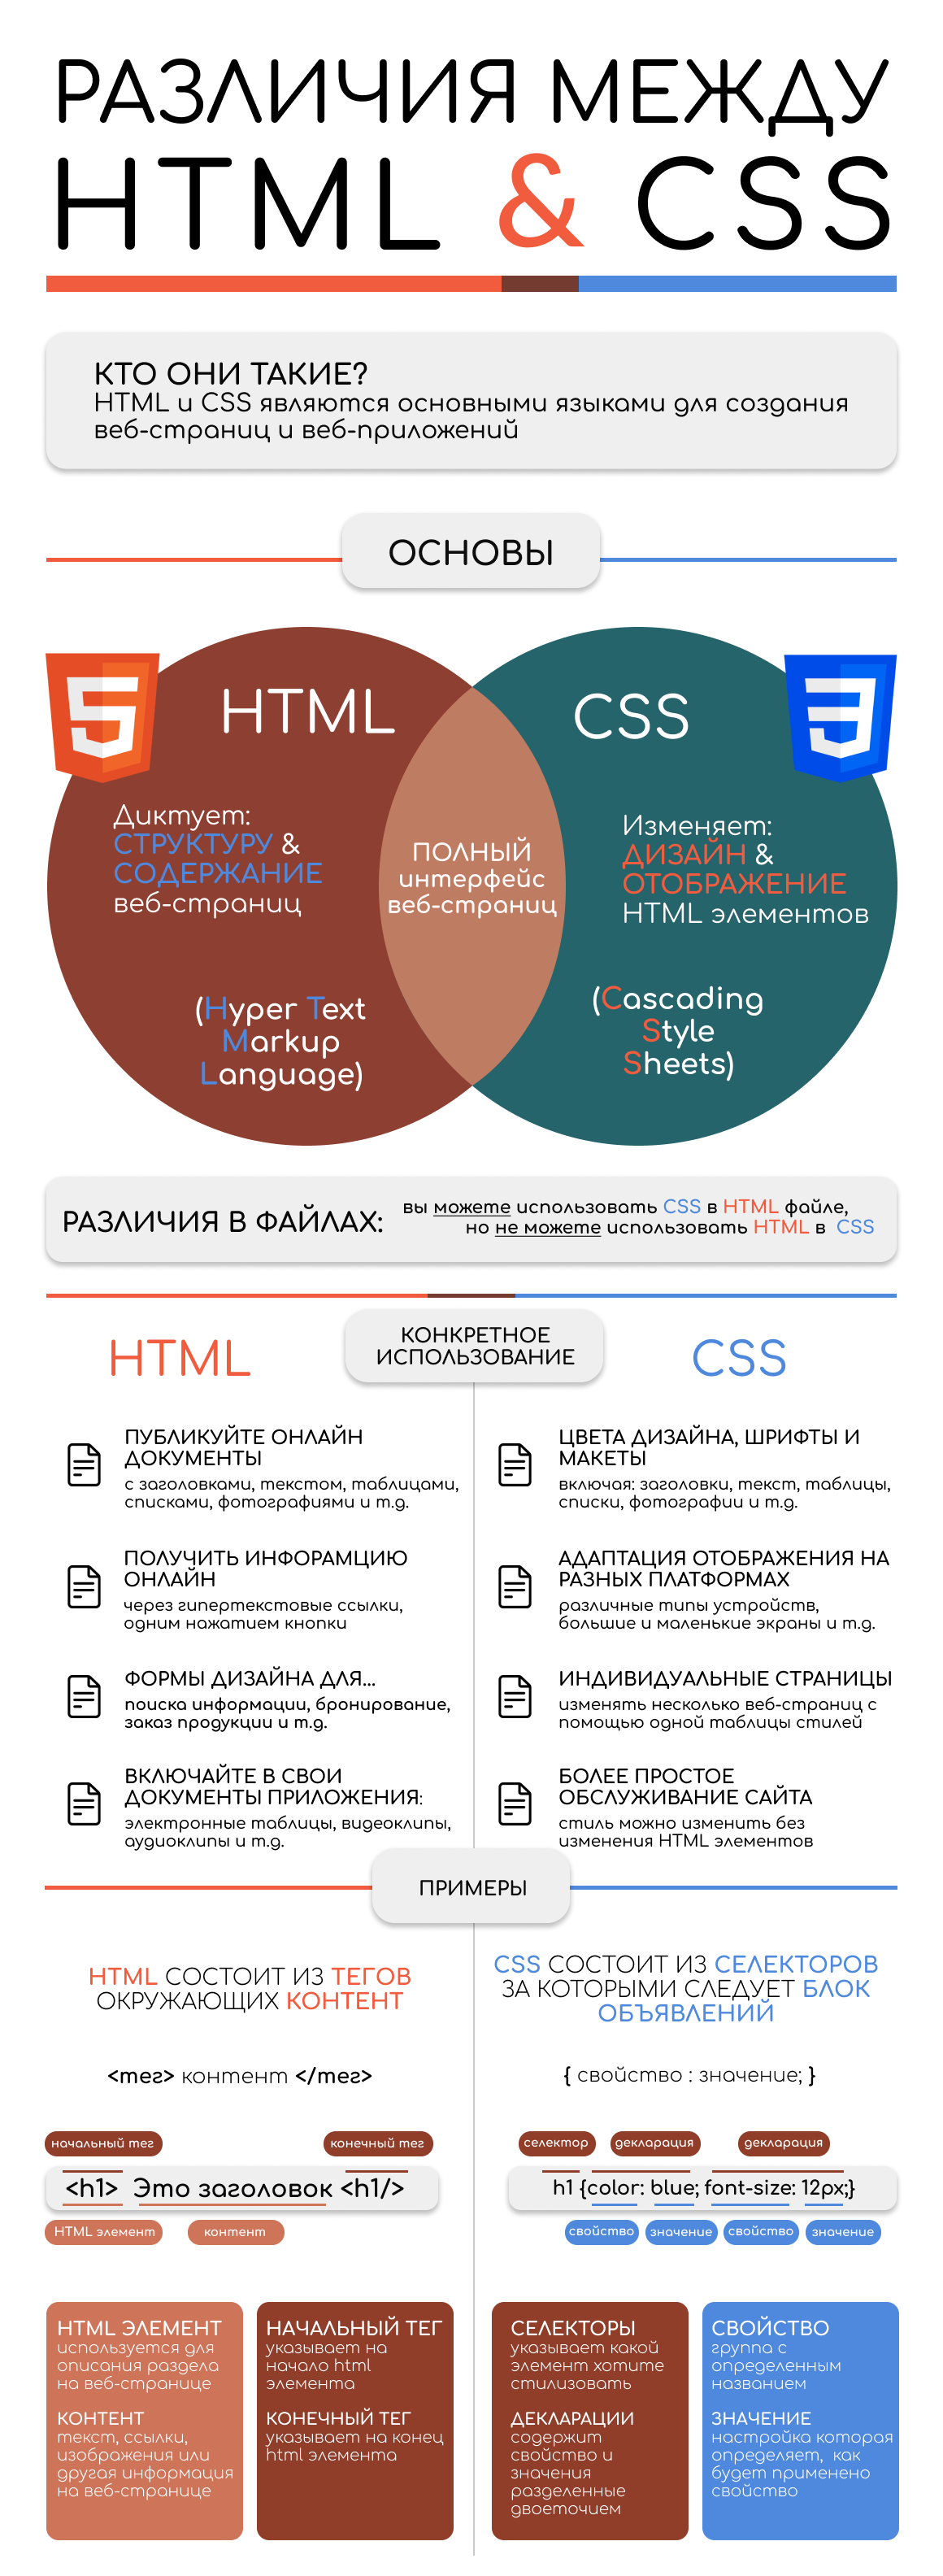 РАЗЛИЧИЯ МЕЖДУ
HTML & CSS
КТО ОНИ ТАКИЕ?
HTML и CSS являются основными языками для создания
веб-страниц и веб-приложений
ОСНОВЫ
HTML
Диктует:
СТРУКТУРУ &
СОДЕРЖАНИЕ
веб-страниц
(Hyper Text
Markup
Language)
ПОЛНЫЙ
интерфейс
веб-страниц
CSS
Изменяет:
ДИЗАЙН &
ОТОБРАЖЕНИЕ
HTML элементов
(Cascading
Style
Sheets)
РАЗЛИЧИЯ В ФАЙЛАХ:
вы можете использовать CSS в HTML файле,
но не можете использовать HTML в CSS
КОНКРЕТНОЕ
ИСПОЛЬЗОВАНИЕ
HTML
ПУБЛИКУЙТЕ ОНЛАЙН
ДОКУМЕНТЫ
с заголовками, текстом, таблицами,
списками, фотографиями и т.д.
ПОЛУЧИТЬ ИНФОРАМЦИЮ
ОНЛАЙН
через гипертекстовые ссылки,
одним нажатием кнопки
ФОРМЫ ДИЗАЙНА ДЛЯ...
поиска информации, бронирование,
заказ продукции и т.д.
ВКЛЮЧАЙТЕ В СВОИ
ДОКУМЕНТЫ ПРИЛОЖЕНИЯ:
электронные таблицы, видеоклипы,
аудиоклипы и т.д.
CSS
ЦВЕТА ДИЗАЙНА, ШРИФТЫ И
МАКЕТЫ
включая: заголовки, текст, таблицы,
списки, фотографии и т.д.
АДАПТАЦИЯ ОТОБРАЖЕНИЯ НА
РАЗНЫХ ПЛАТФОРМАХ
различные типы устройств,
большие и маленькие экраны и т.д.
ИНДИВИДУАЛЬНЫЕ СТРАНИЦЫ
изменять несколько веб-страниц с
помощью одной таблицы стилей
БОЛЕЕ ПРОСТОЕ
ОБСЛУЖИВАНИЕ САЙТА
стиль можно изменить без
изменения HTML элементов
ПРИМЕРЫ
HTML СОСТОИТ ИЗ ТЕГОВ
ОКРУЖАЮЩИХ КОНТЕНТ
<тег> контент </тег>
начальный тег
конечный тег
<h1> Это заголовок <h1/>
HTML элемент
контент
CSS СОСТОИТ ИЗ СЕЛЕКТОРОВ
ЗА КОТОРЫМИ СЛЕДУЕТ БЛОК
ОБЪЯВЛЕНИЙ
{ свойство : значение; }
селектор
декларация
декларация
h1 {color: blue; font-size: 12px;}
свойство
значение
свойство
значение
HTML ЭЛЕМЕНТ
используется для
описания раздела
на веб-странице
КОНТЕНТ
текст, ссылки,
изображения или
другая информация
на веб-странице
НАЧАЛЬНЫЙ ТЕГ
указывает на
начало html
элемента
КОНЕЧНЫЙ ТЕГ
указывает на конец
html элемента
СЕЛЕКТОРЫ
указывает какой
элемент хотите
стилизовать
ДЕКЛАРАЦИИ
содержит
свойство и
значения
разделенные
двоеточием
СВОЙСТВО
группа с
определенным
названием
ЗНАЧЕНИЕ
настройка которая
определяет, как
будет применено
свойство